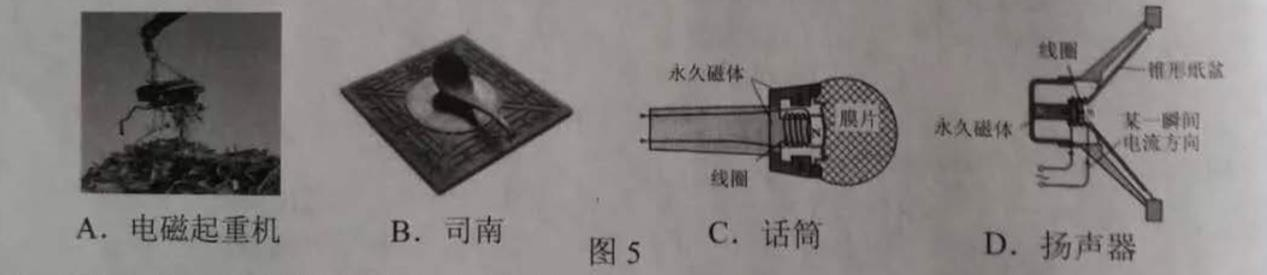 永久磁体
膜片
线圈
线圈
锥形纸盆
永久磁体
某一瞬间
电流方向
A．电磁起重机
B．司南
C．话筒
D．扬声器
图 5